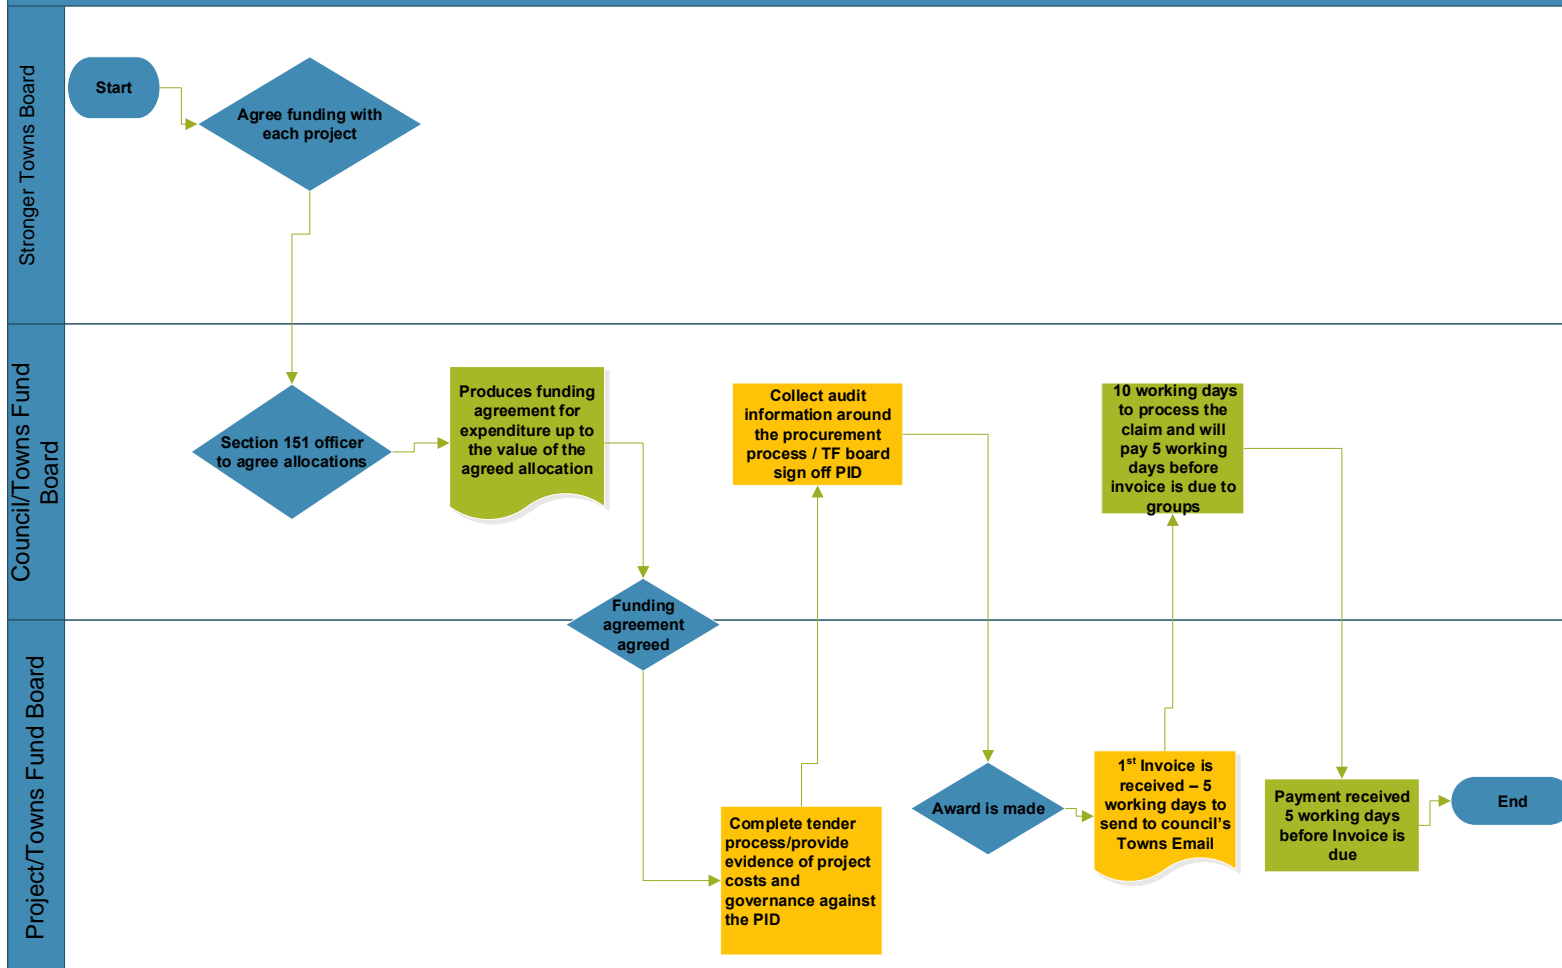 Stronger Towns Board
Start
Agree funding with
each project
Council/Towns Fund
Board
Section 151 officer
to agree allocations
Produces funding
agreement for
expenditure up to
the value of the
agreed allocation
Funding
agreement
agreed
Collect audit
information around
the procurement
process / TF board
sign off PID
10 working days
to process the
claim and will
pay 5 working
days before
invoice is due to
groups
Project/Towns Fund Board
Complete tender
process/provide
evidence of project
costs and
governance against
the PID
Award is made
1st Invoice is
received – 5
working days to
send to council’s
Towns Email
Payment received
5 working days
before Invoice is
due
End